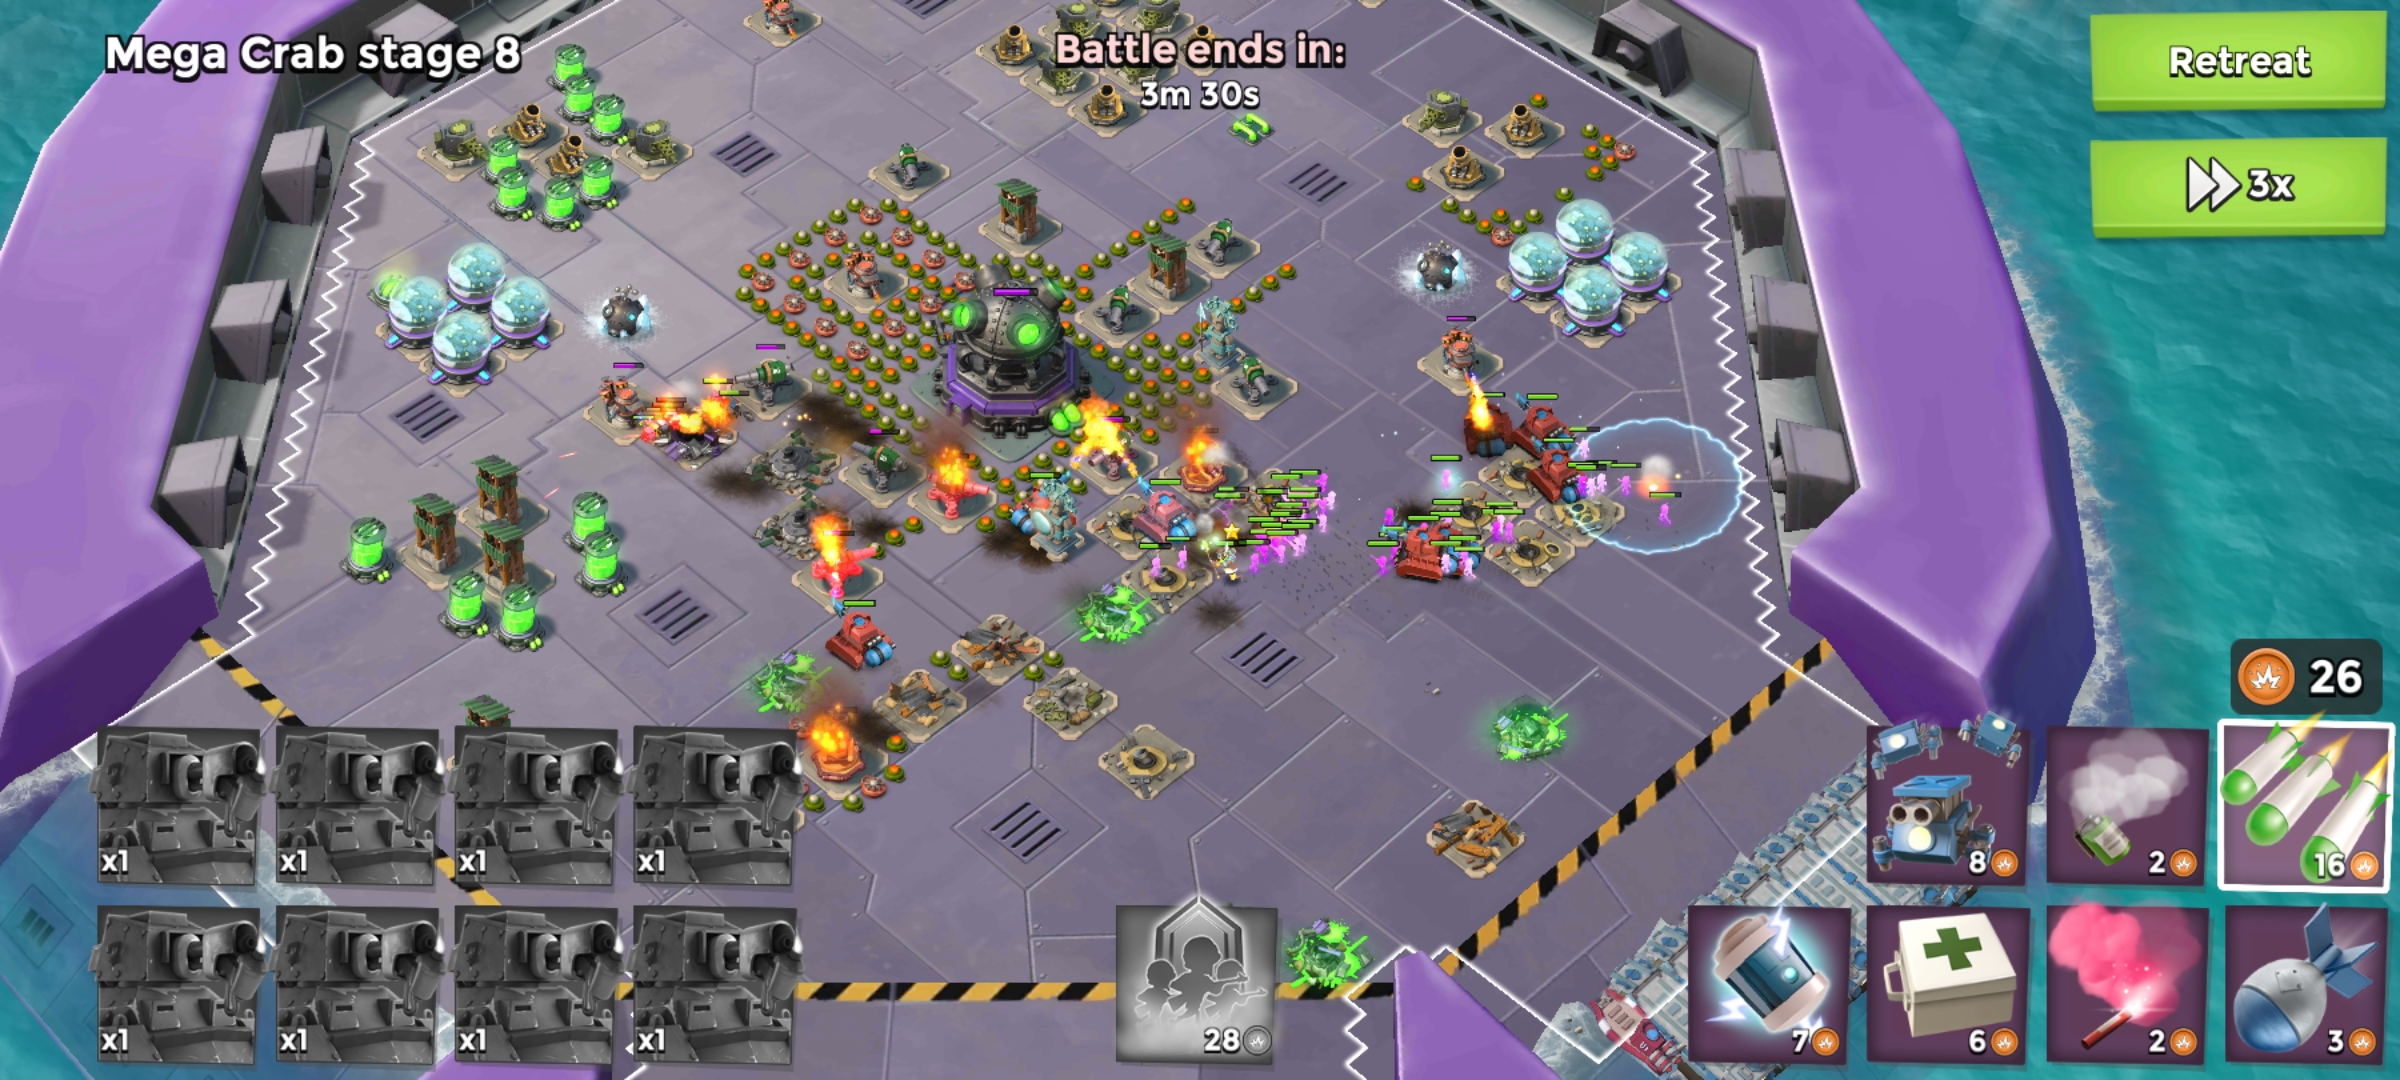 Mega Crab stage 8
Battle ends in:
3m 30s
Retreat
3x
26
8
2
16
x1
x1
x1
x1
x1
x1
x1
x1
28
7
6
2
3